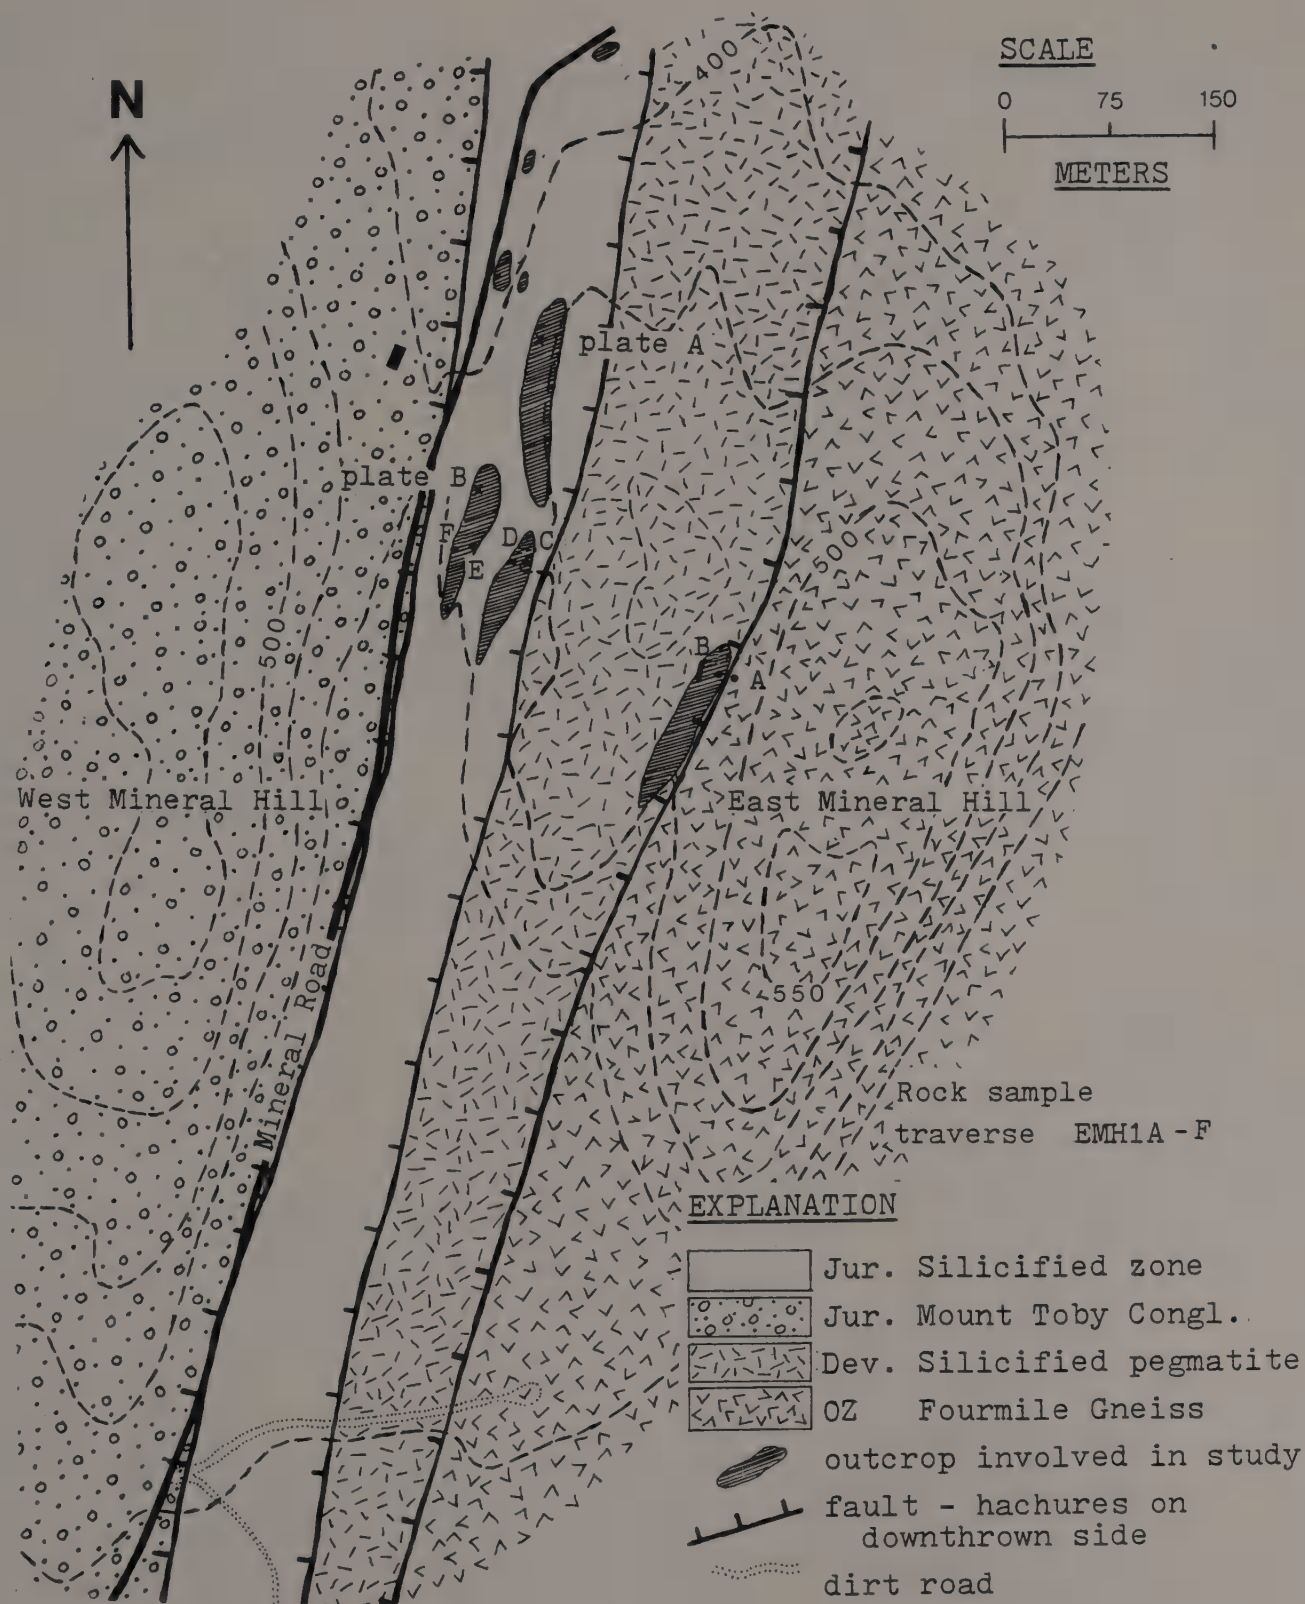 N
400
SCALE
0 75 150
METERS
plate A
plate B
F
D
C
E
500
500
B
A
West Mineral Hill
East Mineral Hill
Mineral Road
550
Rock sample
traverse EMH1A-F
EXPLANATION
Jur. Silicified zone
Jur. Mount Toby Congl.
Dev. Silicified pegmatite
OZ Fourmile Gneiss
outcrop involved in study
fault - hachures on
downthrown side
dirt road